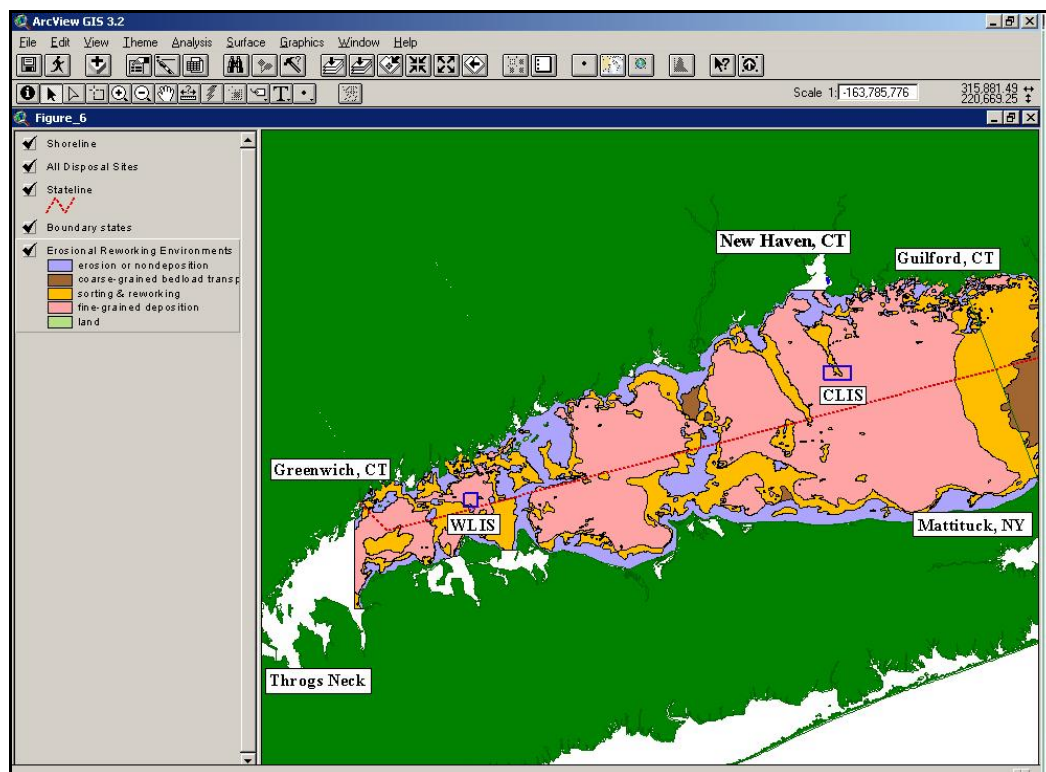 ArcView GIS 3.2
File Edit View Theme Analysis Surface Graphics Window Help
Scale 1: -163,785,776
315,881.49
220,669.25
Figure_6
Shoreline
All Disposal Sites
Stateline
Boundary states
Erosional Reworking Environments
erosion or nondeposition
coarse-grained bedload transp
sorting & reworking
fine-grained deposition
land
New Haven, CT
Guilford, CT
CLIS
Greenwich, CT
WLIS
Mattituck, NY
Throgs Neck